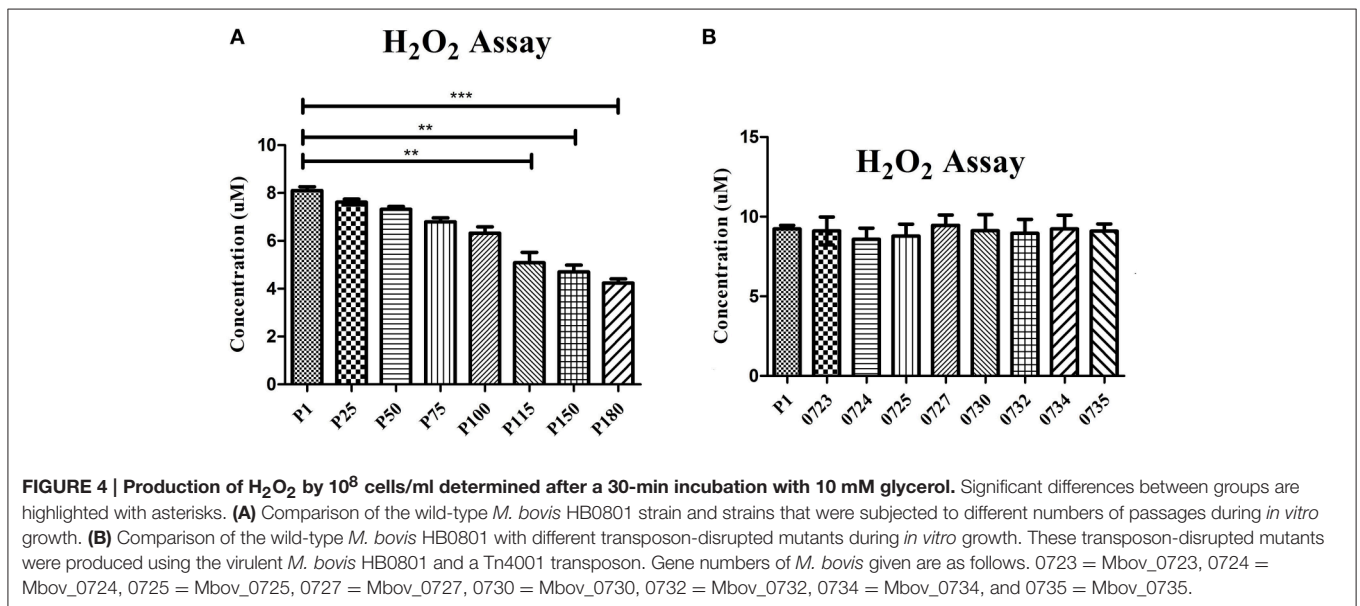 A
H₂O₂ Assay
***
**
**
Concentration (uM)
10
8
6
4
2
0
P1 P25 P50 P75 P100 P115 P150 P180
B
H₂O₂ Assay
Concentration (uM)
15
10
5
0
P1 0723 0724 0725 0727 0730 0732 0734 0735
FIGURE 4 | Production of H₂O₂ by 10⁸ cells/ml determined after a 30-min incubation with 10 mM glycerol. Significant differences between groups are
highlighted with asterisks. (A) Comparison of the wild-type M. bovis HB0801 strain and strains that were subjected to different numbers of passages during in vitro
growth. (B) Comparison of the wild-type M. bovis HB0801 with different transposon-disrupted mutants during in vitro growth. These transposon-disrupted mutants
were produced using the virulent M. bovis HB0801 and a Tn4001 transposon. Gene numbers of M. bovis given are as follows. 0723 = Mbov_0723, 0724 =
Mbov_0724, 0725 = Mbov_0725, 0727 = Mbov_0727, 0730 = Mbov_0730, 0732 = Mbov_0732, 0734 = Mbov_0734, and 0735 = Mbov_0735.